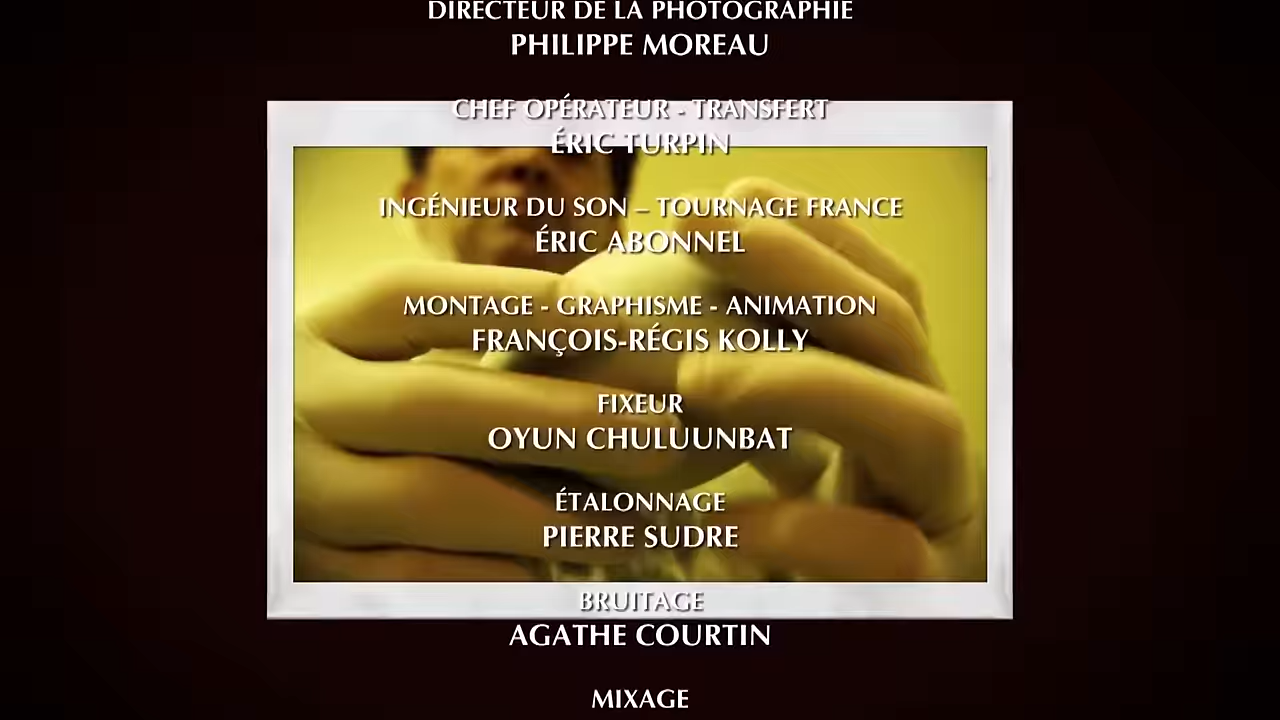 DIRECTEUR DE LA PHOTOGRAPHIE
PHILIPPE MOREAU
CHEF OPÉRATEUR - TRANSFERT
ÉRIC TURPIN
INGÉNIEUR DU SON – TOURNAGE FRANCE
ÉRIC ABONNEL
MONTAGE - GRAPHISME - ANIMATION
FRANÇOIS-RÉGIS KOLLY
FIXEUR
OYUN CHULUUNBAT
ÉTALONNAGE
PIERRE SUDRE
BRUITAGE
AGATHE COURTIN
MIXAGE